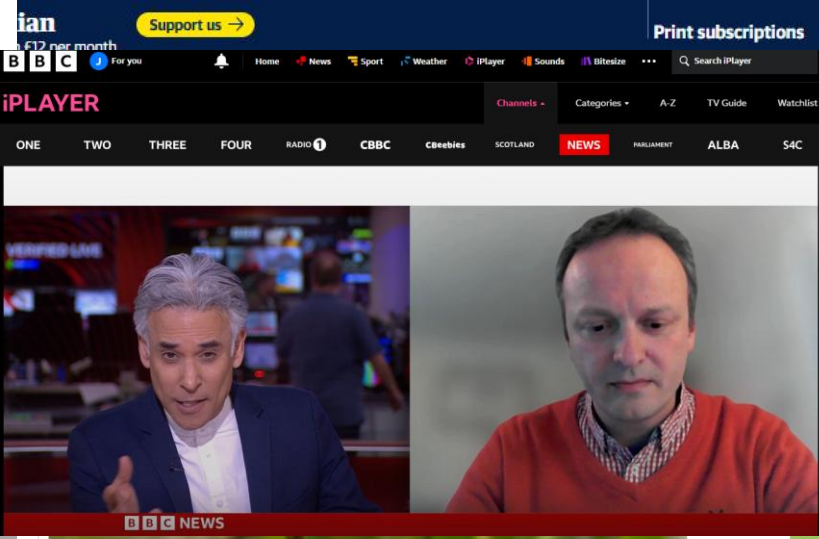 ian
Support us →
£12 per month
Print subscriptions
BBC
J For you
Home News Sport Weather iPlayer Sounds Bitesize ... Search iPlayer
iPLAYER
Channels Categories A-Z TV Guide Watchlist
ONE TWO THREE FOUR RADIO 1 CBBC CBeebies SCOTLAND NEWS PARLIAMENT ALBA S4C
VERIFIED LIVE
BBC NEWS